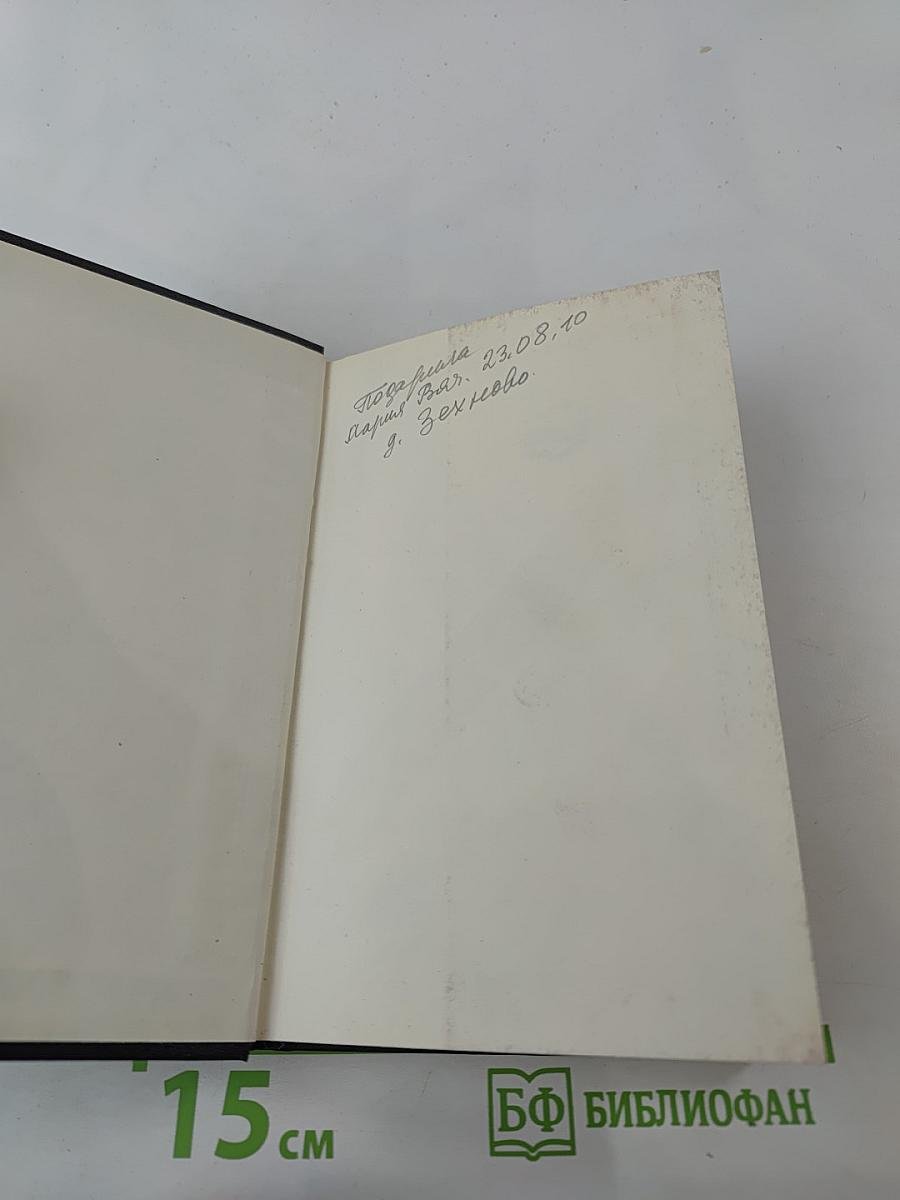 Подарила
Мария Вяч. 23.08.10
д. Зехново.
15 см
БФ БИБЛИОФАН